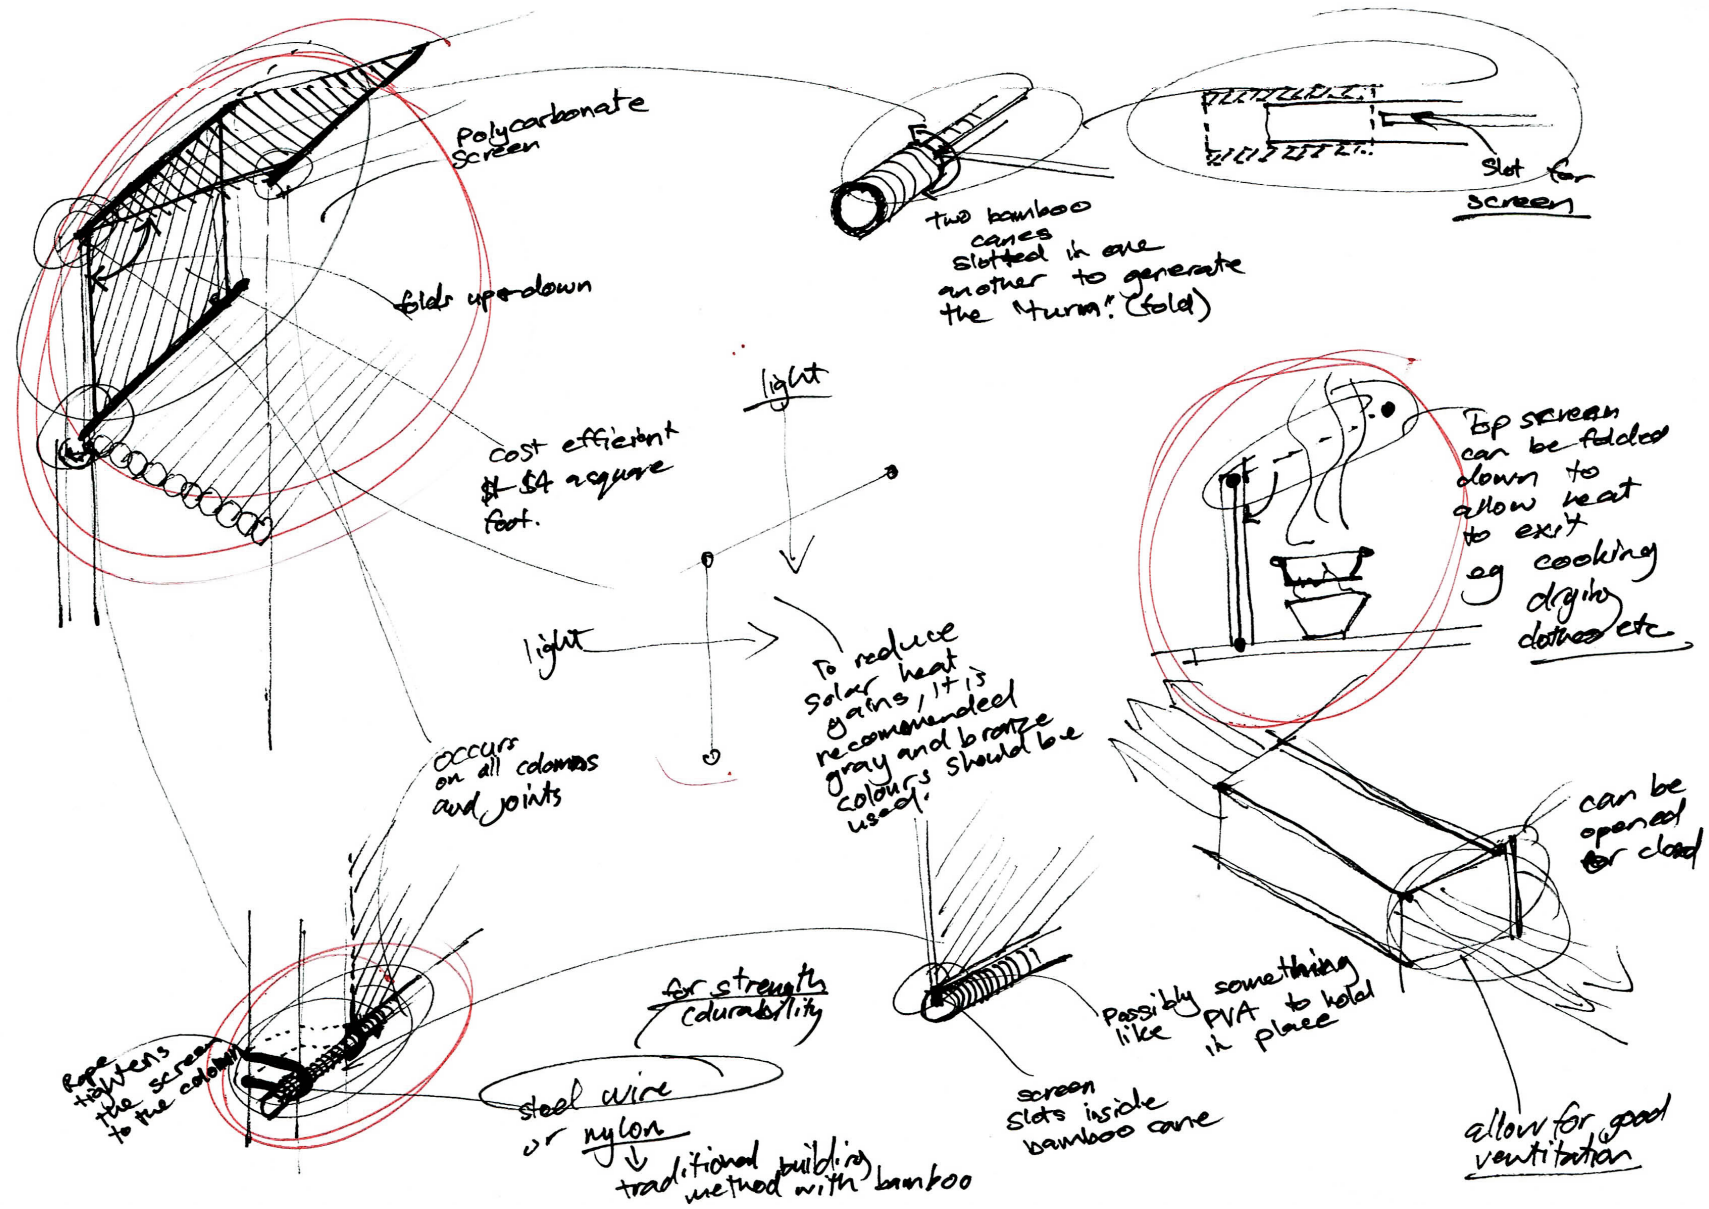 Polycarbonate
screen
folds up+down
cost efficient
$1-$4 a square
foot.
two bamboo
canes
slotted in one
another to generate
the "turn". (fold)
slot for
screen
light
light
Top screen
can be folded
down to
allow heat
to exit
eg cooking
drying
clothes etc
To reduce
solar heat
gains, it is
recommended
gray and bronze
colours should be
used.
occurs
on all columns
and joints
can be
opened
or closed
Rope
tightens
the screen
to the column
for strength
(durability
steel wire
or nylon
traditional building
method with bamboo
screen
slots inside
bamboo cane
Possibly something
like PVA to hold
in place
allow for good
ventitation